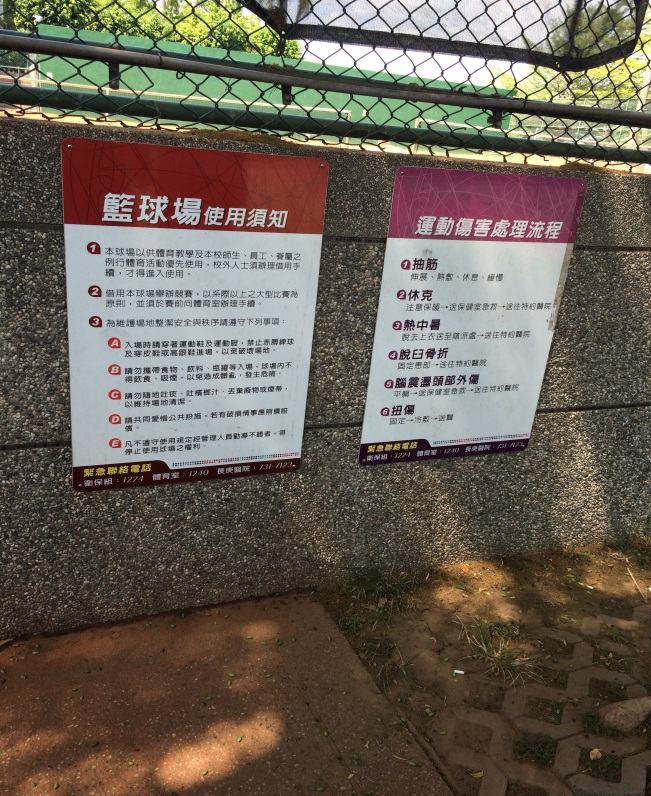 籃球場使用須知
1 本球場以供體育教學及本校師生、員工、眷屬之
例行體育活動優先使用，校外人士須辦理借用手
續，才得進入使用。
2 借用本球場舉辦競賽，以系際以上之大型比賽為
原則，並須於賽前向體育室辦理手續。
3 為維護場地整潔安全與秩序請遵守下列事項：
A 入場時請穿著運動鞋及運動服，禁止赤膊練球
及穿皮鞋或高跟鞋進場，以免破壞場地。
B 請勿攜帶食物、飲料、瓶罐等入場，球場內不
得飲食、吸煙，以免造成髒亂，發生危險。
C 請勿隨地吐痰、吐檳榔汁、丟棄廢物或煙蒂，
以維持場地清潔。
D 請共同愛惜公共設施。若有破損情事應照價賠
償。
E 凡不遵守使用規定經管理人員勸導不聽者，得
停止使用球場之權利。
緊急聯絡電話
衛保組：1224 體育室：1240 長庚醫院：731-7123
運動傷害處理流程
1 抽筋
伸展、熱敷、休息、緩慢
2 休克
注意保暖→送保健室急救→送往特約醫院
3 熱中暑
脫去上衣送至陰涼處→送往特約醫院
4 脫臼骨折
固定患部→送往特約醫院
5 腦震盪頭部外傷
平躺→送保健室急救→送往特約醫院
6 扭傷
固定→冷敷→送醫
緊急聯絡電話
衛保組：1224 體育室：1240 長庚醫院：731-7123